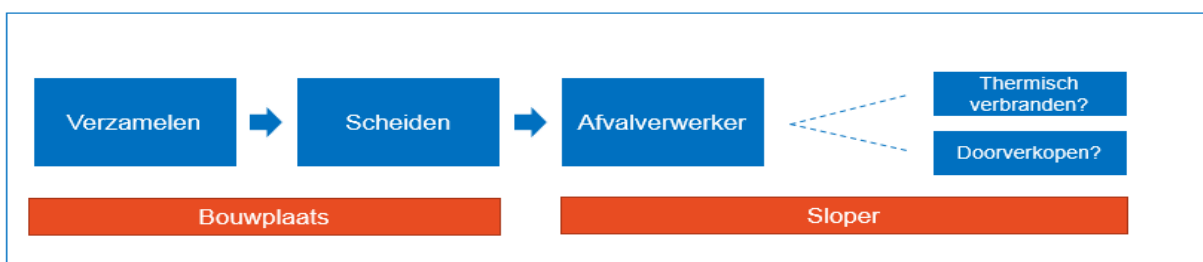 Verzamelen
Scheiden
Afvalverwerker
Thermisch
verbranden?
Doorverkopen?
Bouwplaats
Sloper